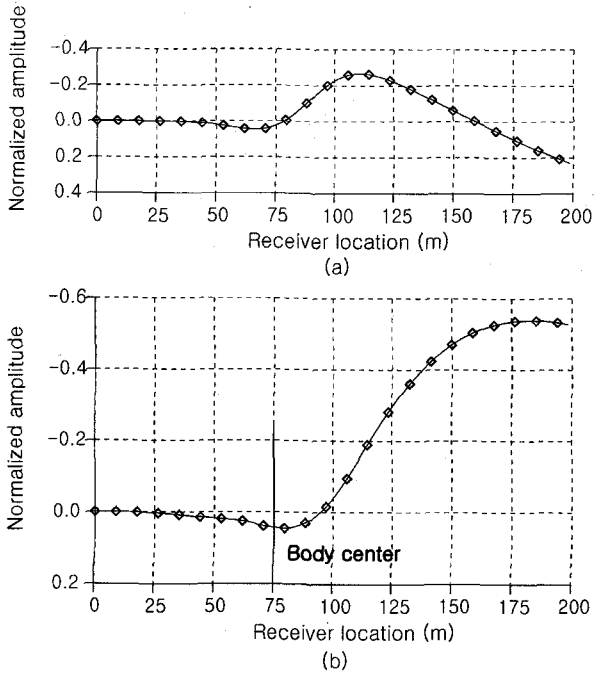 Normalized amplitude
-0.4
-0.2
0.0
0.2
0.4
0 25 50 75 100 125 150 175 200
Receiver location (m)
(a)
Normalized amplitude
-0.6
-0.4
-0.2
0.0
0.2
Body center
0 25 50 75 100 125 150 175 200
Receiver location (m)
(b)